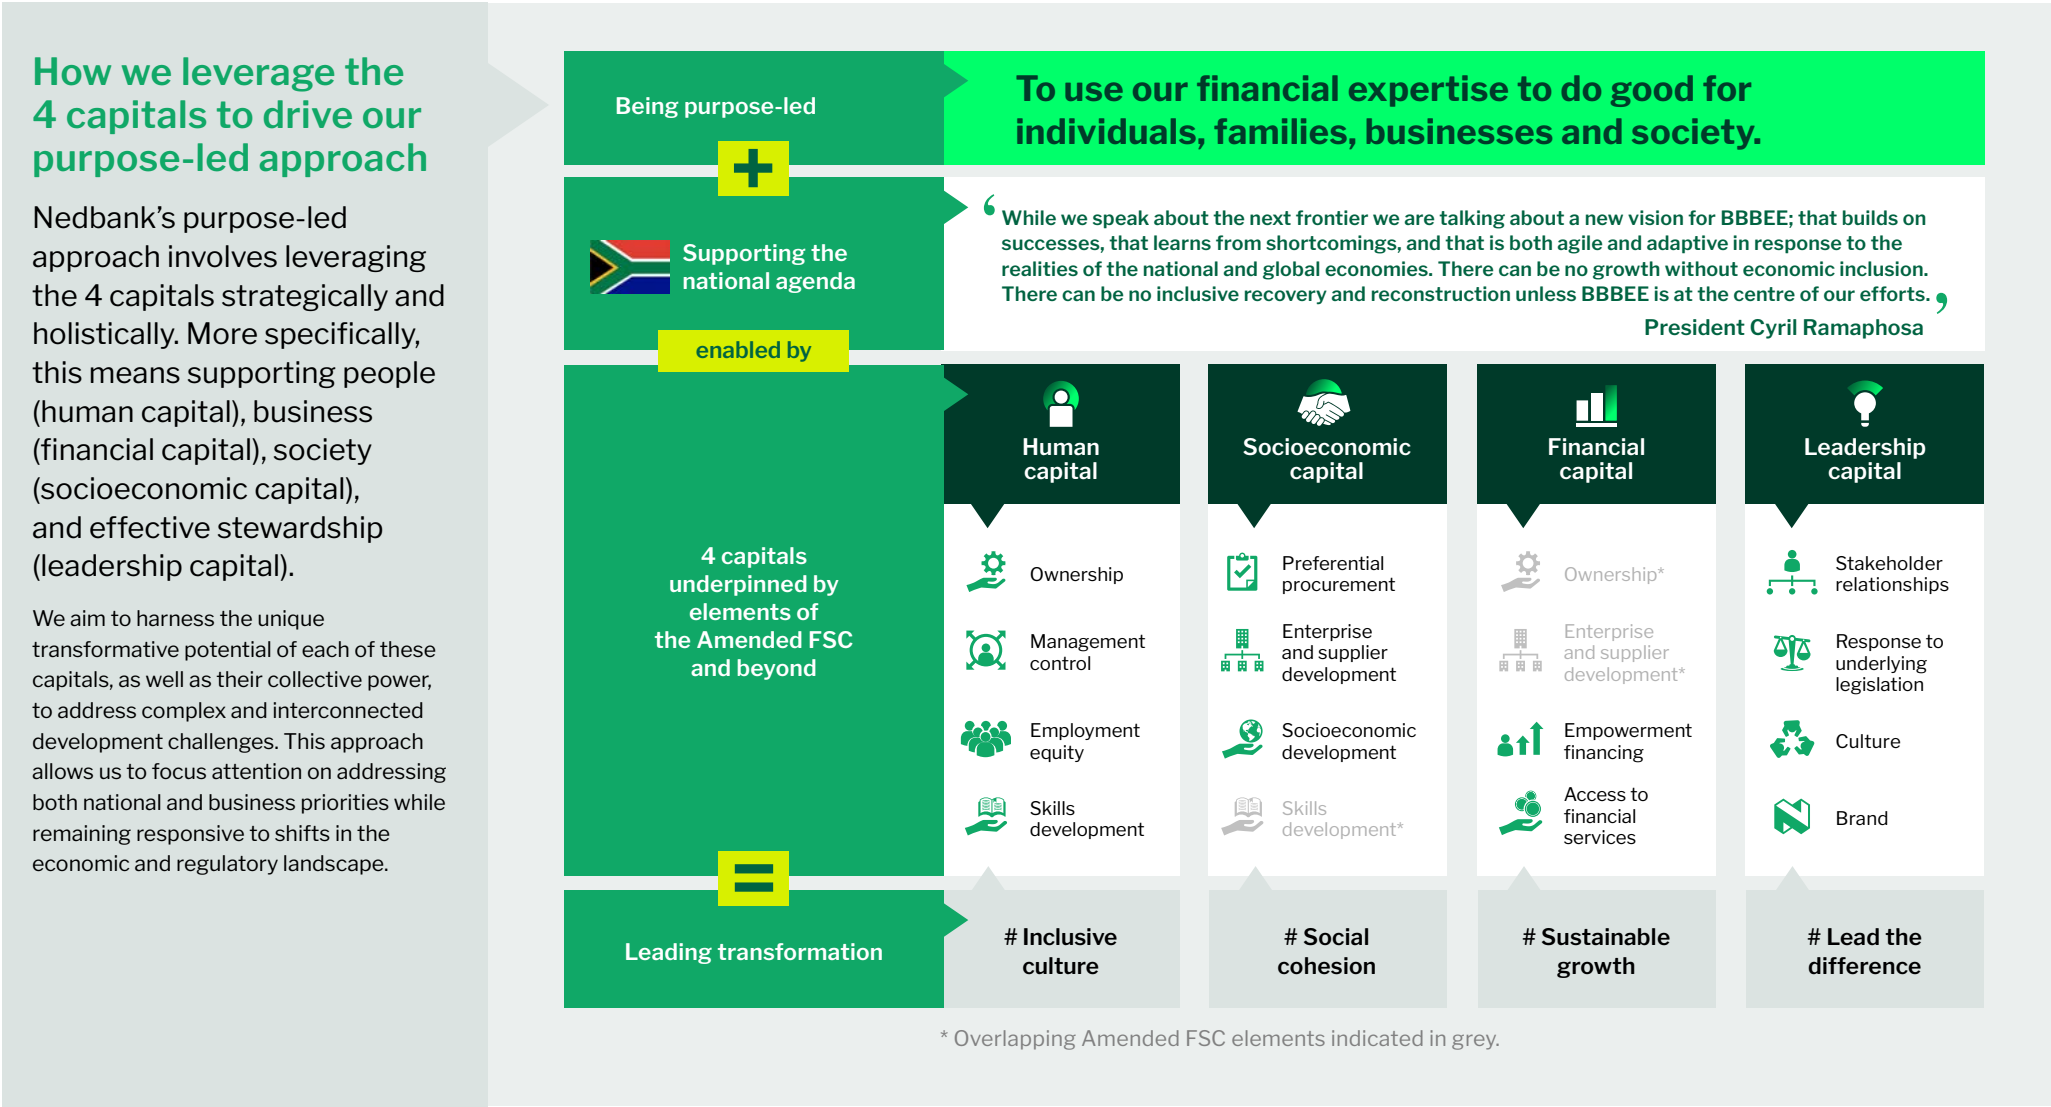 How we leverage the
4 capitals to drive our
purpose-led approach
Nedbank’s purpose-led
approach involves leveraging
the 4 capitals strategically and
holistically. More specifically,
this means supporting people
(human capital), business
(financial capital), society
(socioeconomic capital),
and effective stewardship
(leadership capital).
We aim to harness the unique
transformative potential of each of these
capitals, as well as their collective power,
to address complex and interconnected
development challenges. This approach
allows us to focus attention on addressing
both national and business priorities while
remaining responsive to shifts in the
economic and regulatory landscape.
Being purpose-led
To use our financial expertise to do good for
individuals, families, businesses and society.
+
Supporting the
national agenda
‘While we speak about the next frontier we are talking about a new vision for BBBEE; that builds on
successes, that learns from shortcomings, and that is both agile and adaptive in response to the
realities of the national and global economies. There can be no growth without economic inclusion.
There can be no inclusive recovery and reconstruction unless BBBEE is at the centre of our efforts.’
President Cyril Ramaphosa
enabled by
4 capitals
underpinned by
elements of
the Amended FSC
and beyond
Human
capital
Ownership
Management
control
Employment
equity
Skills
development
Socioeconomic
capital
Preferential
procurement
Enterprise
and supplier
development
Socioeconomic
development
Skills
development*
Financial
capital
Ownership*
Enterprise
and supplier
development*
Empowerment
financing
Access to
financial
services
Leadership
capital
Stakeholder
relationships
Response to
underlying
legislation
Culture
Brand
=
Leading transformation
# Inclusive
culture
# Social
cohesion
# Sustainable
growth
# Lead the
difference
* Overlapping Amended FSC elements indicated in grey.